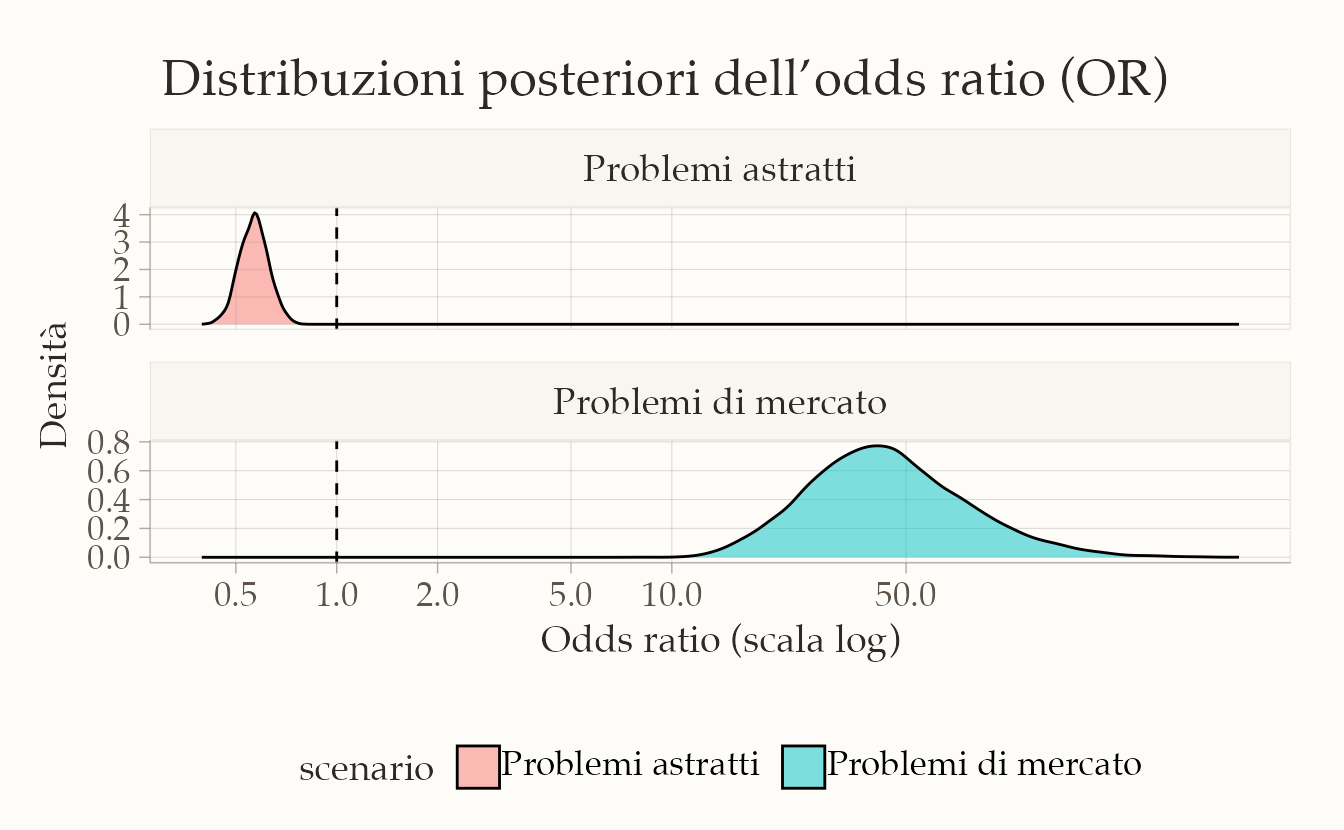 Distribuzioni posteriori dell’odds ratio (OR)
Problemi astratti
4
3
2
1
0
Densità
Problemi di mercato
0.8
0.6
0.4
0.2
0.0
0.5 1.0 2.0 5.0 10.0 50.0
Odds ratio (scala log)
scenario Problemi astratti Problemi di mercato